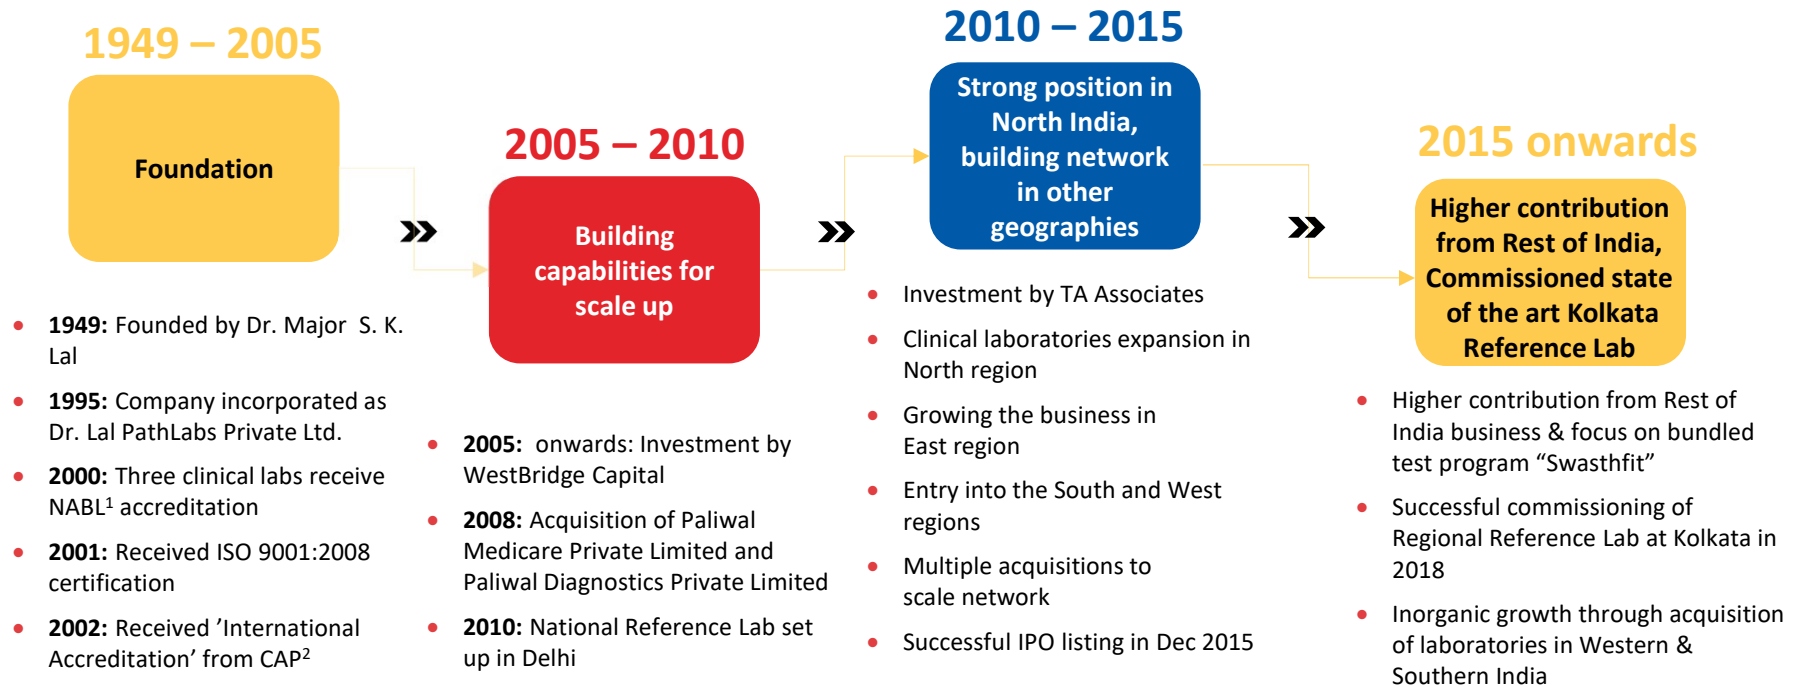 1949 – 2005
Foundation
1949: Founded by Dr. Major S. K.
Lal
1995: Company incorporated as
Dr. Lal PathLabs Private Ltd.
2000: Three clinical labs receive
NABL1 accreditation
2001: Received ISO 9001:2008
certification
2002: Received ’International
Accreditation’ from CAP2
2005 – 2010
Building
capabilities for
scale up
2005: onwards: Investment by
WestBridge Capital
2008: Acquisition of Paliwal
Medicare Private Limited and
Paliwal Diagnostics Private Limited
2010: National Reference Lab set
up in Delhi
2010 – 2015
Strong position in
North India,
building network
in other
geographies
Investment by TA Associates
Clinical laboratories expansion in
North region
Growing the business in
East region
Entry into the South and West
regions
Multiple acquisitions to
scale network
Successful IPO listing in Dec 2015
2015 onwards
Higher contribution
from Rest of India,
Commissioned state
of the art Kolkata
Reference Lab
Higher contribution from Rest of
India business & focus on bundled
test program “Swasthfit”
Successful commissioning of
Regional Reference Lab at Kolkata in
2018
Inorganic growth through acquisition
of laboratories in Western &
Southern India